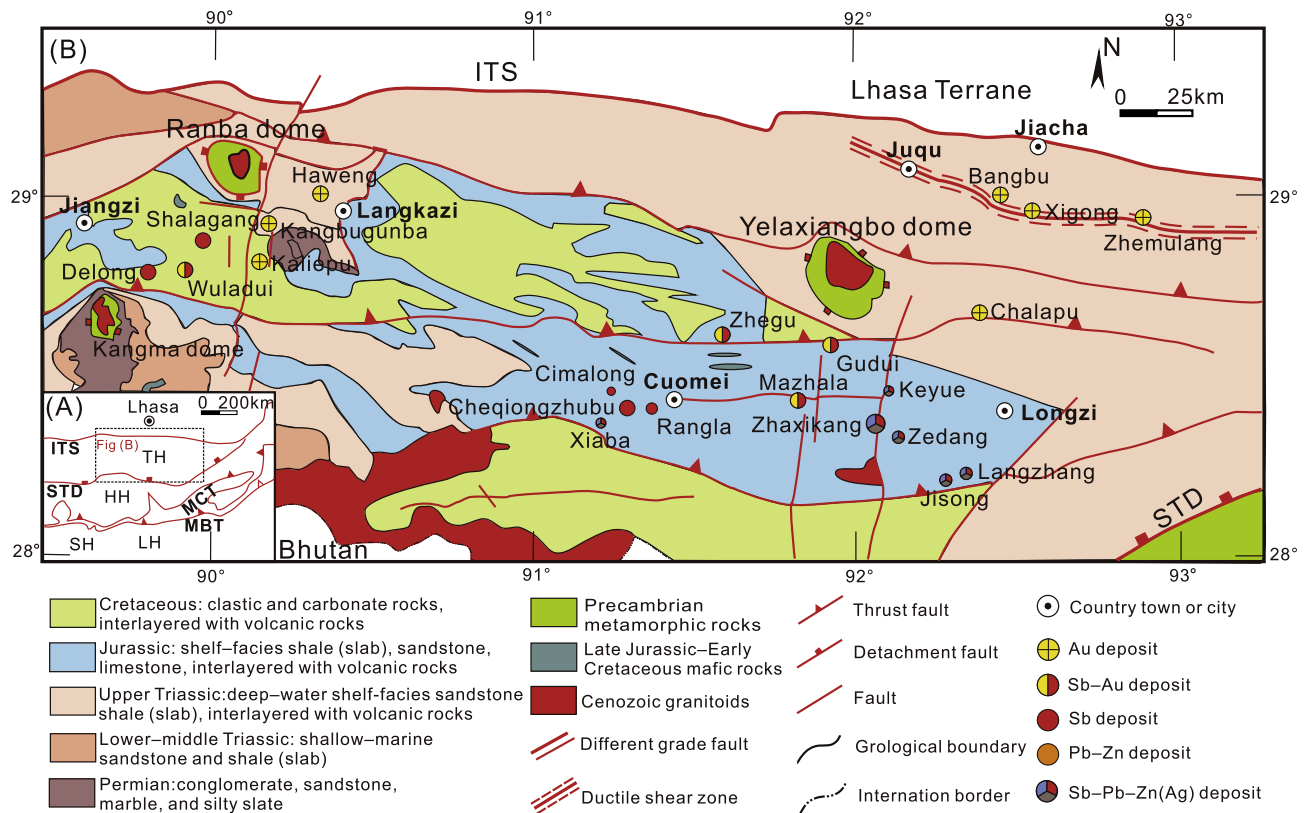 90°
91°
92°
93°
(B)
ITS
N
Lhasa Terrane
0 25km
Jiacha
Ranba dome
Juqu
Haweng
Bangbu
29°
29°
Jiangzi
Langkazi
Xigong
Shalagang
Kangbugunba
Yelaxiangbo dome
Zhemulang
Delong
Kaliopu
Wuladui
Chalapu
Zhegu
Kangma dome
Gudui
Cimalong
Cuomei
Mazhala
Keyue
(A)
Lhasa
0 200km
Cheqiongzhubu
Longzi
Rangla
Zhaxikang
Zedang
Xiaba
ITS
Fig (B)
TH
Langzhang
Jisong
STD
HH
MCT
MBT
STD
SH
LH
Bhutan
28°
28°
90°
91°
92°
93°
Cretaceous: clastic and carbonate rocks,
interlayered with volcanic rocks
Jurassic: shelf–facies shale (slab), sandstone,
limestone, interlayered with volcanic rocks
Upper Triassic:deep–water shelf-facies sandstone
shale (slab), interlayered with volcanic rocks
Lower–middle Triassic: shallow–marine
sandstone and shale (slab)
Permian:conglomerate, sandstone,
marble, and silty slate
Precambrian
metamorphic rocks
Late Jurassic–Early
Cretaceous mafic rocks
Cenozoic granitoids
Different grade fault
Ductile shear zone
Thrust fault
Detachment fault
Fault
Grological boundary
Internation border
Country town or city
Au deposit
Sb–Au deposit
Sb deposit
Pb–Zn deposit
Sb–Pb–Zn(Ag) deposit